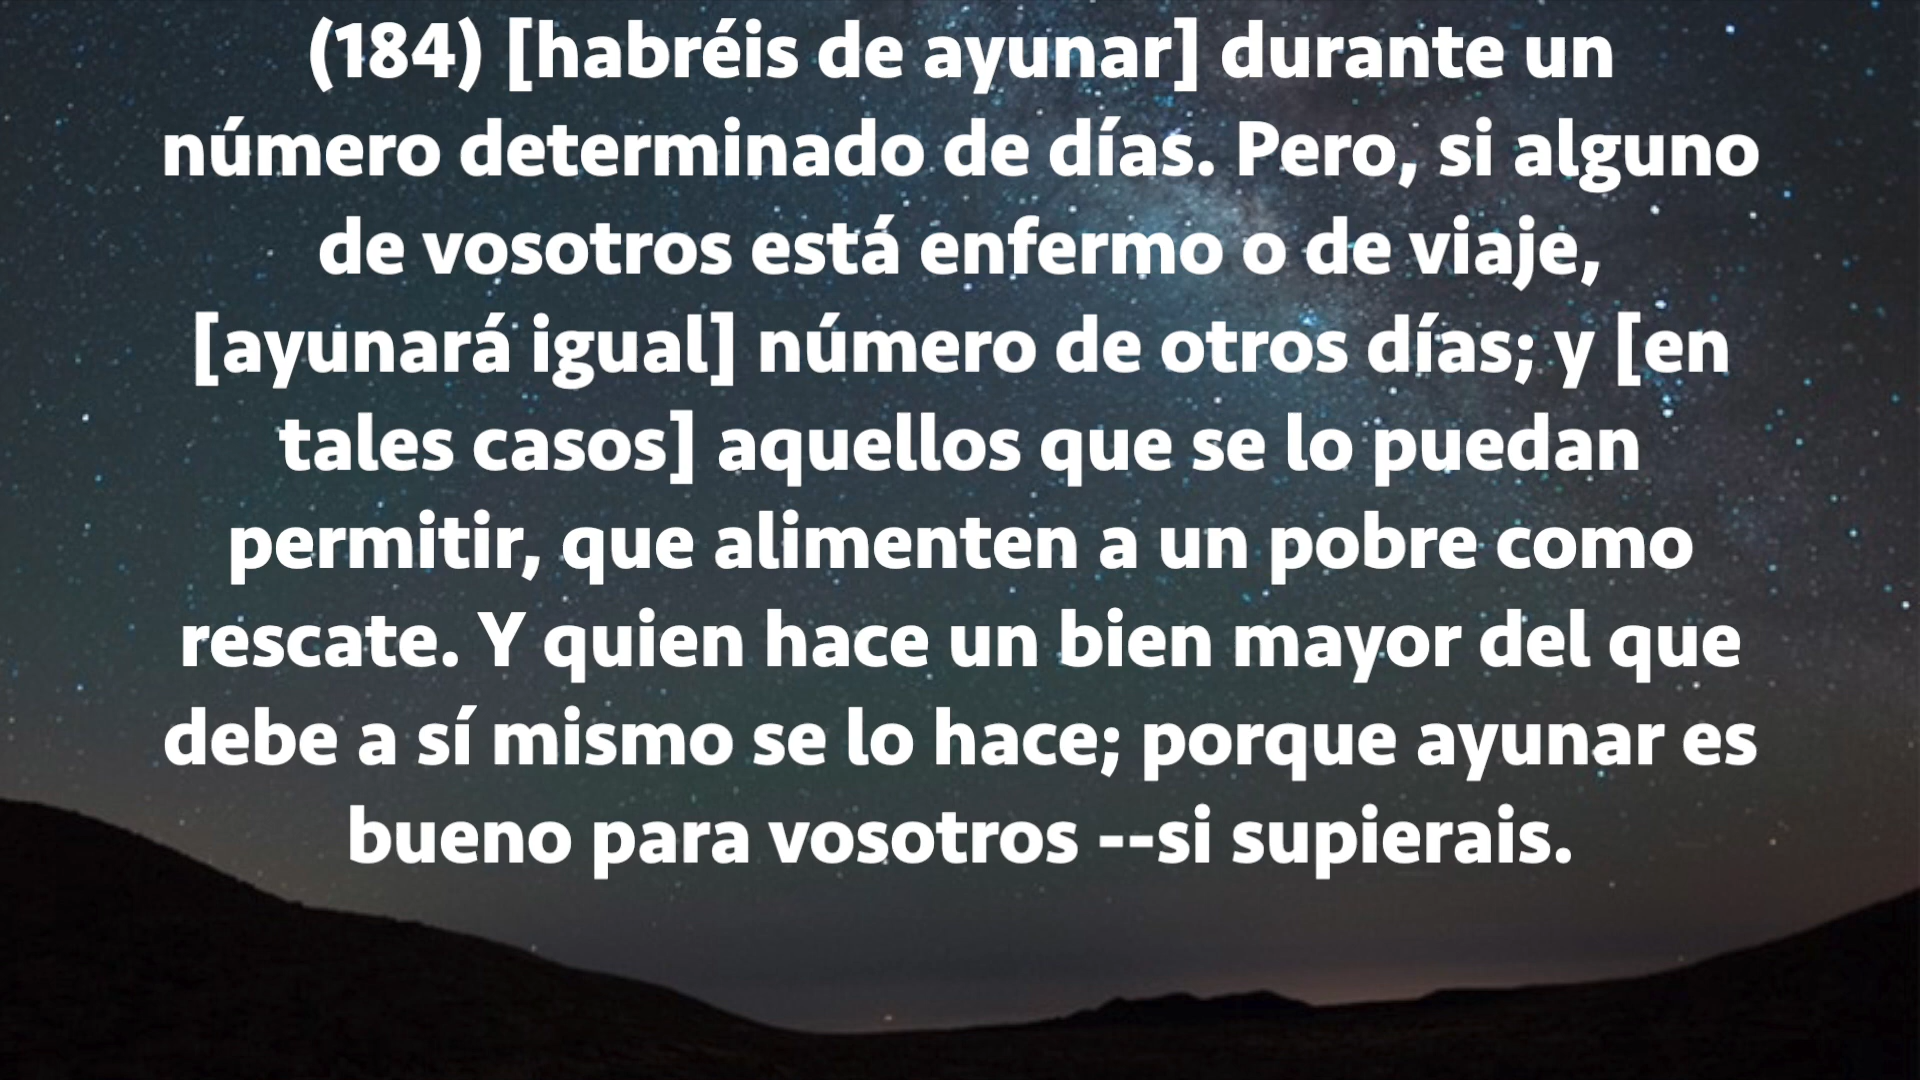 (184) [habréis de ayunar] durante un
número determinado de días. Pero, si alguno
de vosotros está enfermo o de viaje,
[ayunará igual] número de otros días; y [en
tales casos] aquellos que se lo puedan
permitir, que alimenten a un pobre como
rescate. Y quien hace un bien mayor del que
debe a sí mismo se lo hace; porque ayunar es
bueno para vosotros --si supierais.